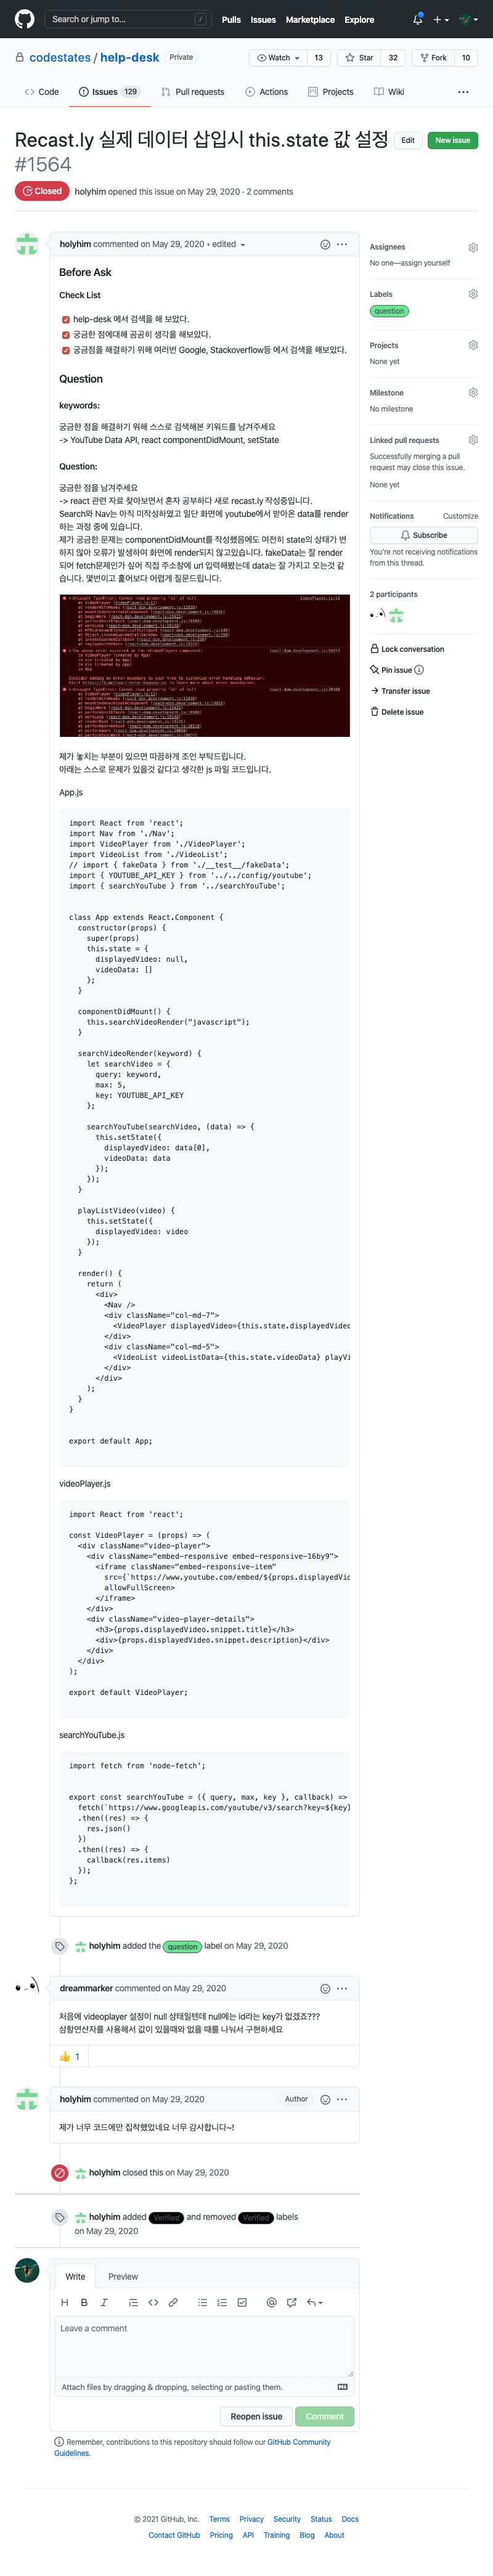 Search or jump to...
/
Pulls Issues Marketplace Explore
codestates / help-desk Private
Watch 13 Star 32 Fork 10
Code Issues 129 Pull requests Actions Projects Wiki
Recast.ly 실제 데이터 삽입시 this.state 값 설정
#1564
Edit New issue
Closed holyhim opened this issue on May 29, 2020 · 2 comments
holyhim commented on May 29, 2020 • edited
Before Ask
Check List
help-desk 에서 검색을 해 보았다.
궁금한 점에대해 곰곰히 생각을 해보았다.
궁금점을 해결하기 위해 여러번 Google, Stackoverflow등 에서 검색을 해보았다.
Question
keywords:
궁금한 점을 해결하기 위해 스스로 검색해본 키워드를 남겨주세요
-> YouTube Data API, react componentDidMount, setState
Question:
궁금한 점을 남겨주세요
-> react 관련 자료 찾아보면서 혼자 공부하다 새로 recast.ly 작성중입니다.
Search와 Nav는 아직 미작성하였고 일단 화면에 youtube에서 받아온 data를 render
하는 과정 중에 있습니다.
제가 궁금한 문제는 componentDidMount를 작성했음에도 여전히 state의 상태가 변
하지 않아 오류가 발생하여 화면에 render되지 않고있습니다. fakeData는 잘 render
되어 fetch문제인가 싶어 직접 주소창에 url 입력해봤는데 data는 잘 가지고 오는것 같
습니다. 몇번이고 훑어보다 어렵게 질문드립니다.
제가 놓치는 부분이 있으면 따끔하게 조언 부탁드립니다.
아래는 스스로 문제가 있을것 같다고 생각한 js 파일 코드입니다.
App.js
import React from 'react';
import Nav from './Nav';
import VideoPlayer from './VideoPlayer';
import VideoList from './VideoList';
// import { fakeData } from './__test__/fakeData';
import { YOUTUBE_API_KEY } from '../../config/youtube';
import { searchYouTube } from '../searchYouTube';
class App extends React.Component {
constructor(props) {
super(props)
this.state = {
displayedVideo: null,
videoData: []
};
}
componentDidMount() {
this.searchVideoRender("javascript");
}
searchVideoRender(keyword) {
let searchVideo = {
query: keyword,
max: 5,
key: YOUTUBE_API_KEY
};
searchYouTube(searchVideo, (data) => {
this.setState({
displayedVideo: data[0],
videoData: data
});
});
}
playListVideo(video) {
this.setState({
displayedVideo: video
});
}
render() {
return (
<div>
<Nav />
<div className="col-md-7">
<VideoPlayer displayedVideo={this.state.displayedVideo
</div>
<div className="col-md-5">
<VideoList videoListData={this.state.videoData} playVi
</div>
</div>
);
}
}
export default App;
videoPlayer.js
import React from 'react';
const VideoPlayer = (props) => (
<div className="video-player">
<div className="embed-responsive embed-responsive-16by9">
<iframe className="embed-responsive-item"
src={`https://www.youtube.com/embed/${props.displayedVid
allowFullScreen>
</iframe>
</div>
<div className="video-player-details">
<h3>{props.displayedVideo.snippet.title}</h3>
<div>{props.displayedVideo.snippet.description}</div>
</div>
</div>
);
export default VideoPlayer;
searchYouTube.js
import fetch from 'node-fetch';
export const searchYouTube = ({ query, max, key }, callback) =>
fetch(`https://www.googleapis.com/youtube/v3/search?key=${key}
.then((res) => {
res.json()
})
.then((res) => {
callback(res.items)
});
};
holyhim added the question label on May 29, 2020
dreammarker commented on May 29, 2020
처음에 videoplayer 설정이 null 상태일텐데 null에는 id라는 key가 없겠죠???
삼항연산자를 사용해서 값이 있을때와 없을 때를 나눠서 구현하세요
👍 1
holyhim commented on May 29, 2020 Author
제가 너무 코드에만 집착했었네요 너무 감사합니다~!
holyhim closed this on May 29, 2020
holyhim added Verified and removed Verified labels
on May 29, 2020
Write Preview
Leave a comment
Attach files by dragging & dropping, selecting or pasting them.
Reopen issue Comment
Remember, contributions to this repository should follow our GitHub Community
Guidelines.
Assignees
No one—assign yourself
Labels
question
Projects
None yet
Milestone
No milestone
Linked pull requests
Successfully merging a pull
request may close this issue.
None yet
Notifications Customize
Subscribe
You're not receiving notifications
from this thread.
2 participants
Lock conversation
Pin issue
Transfer issue
Delete issue
© 2021 GitHub, Inc. Terms Privacy Security Status Docs
Contact GitHub Pricing API Training Blog About